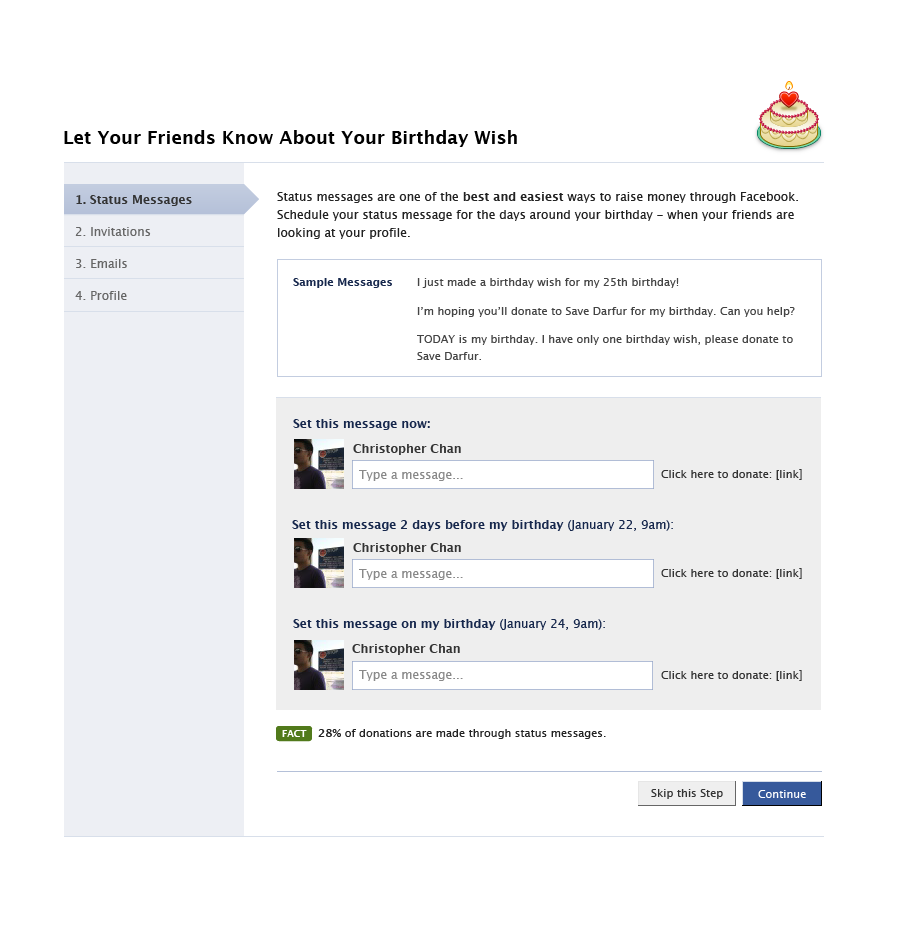 Let Your Friends Know About Your Birthday Wish
1. Status Messages
2. Invitations
3. Emails
4. Profile
Status messages are one of the best and easiest ways to raise money through Facebook.
Schedule your status message for the days around your birthday – when your friends are
looking at your profile.
Sample Messages
I just made a birthday wish for my 25th birthday!
I'm hoping you'll donate to Save Darfur for my birthday. Can you help?
TODAY is my birthday. I have only one birthday wish, please donate to
Save Darfur.
Set this message now:
Christopher Chan
Type a message...
Click here to donate: [link]
Set this message 2 days before my birthday (January 22, 9am):
Christopher Chan
Type a message...
Click here to donate: [link]
Set this message on my birthday (January 24, 9am):
Christopher Chan
Type a message...
Click here to donate: [link]
FACT 28% of donations are made through status messages.
Skip this Step
Continue